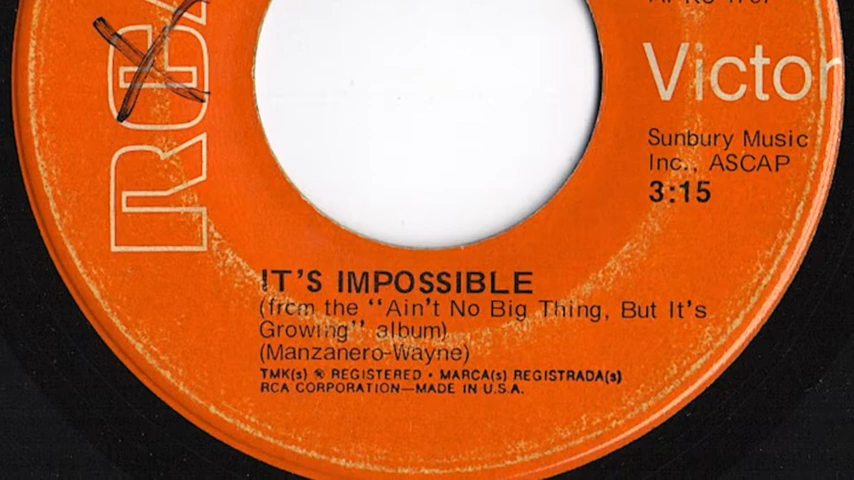 RCA
Victor
Sunbury Music
Inc., ASCAP
3:15
IT'S IMPOSSIBLE
(from the "Ain't No Big Thing, But It's
Growing" album)
(Manzanero-Wayne)
TMK(s) ® REGISTERED • MARCA(s) REGISTRADA(s)
RCA CORPORATION—MADE IN U.S.A.